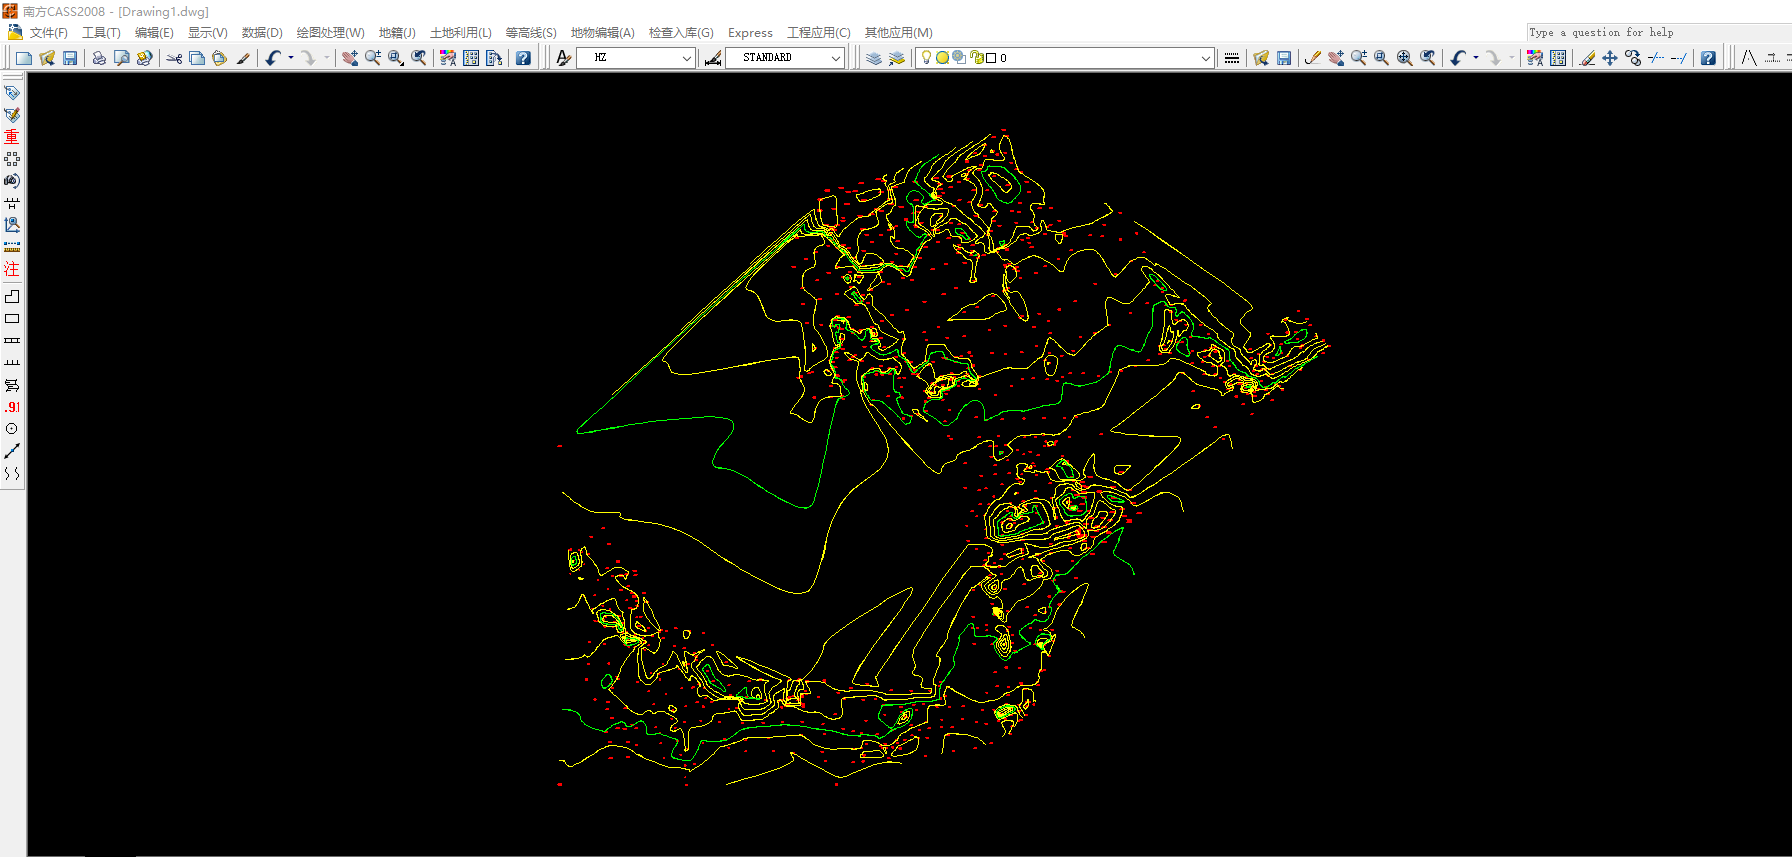 南方CASS2008 - [Drawing1.dwg]
文件(F) 工具(T) 编辑(E) 显示(V) 数据(D) 绘图处理(W) 地籍(J) 土地利用(L) 等高线(S) 地物编辑(A) 检查入库(G) Express 工程应用(C) 其他应用(M)
Type a question for help
HZ STANDARD 0
重
注
.91